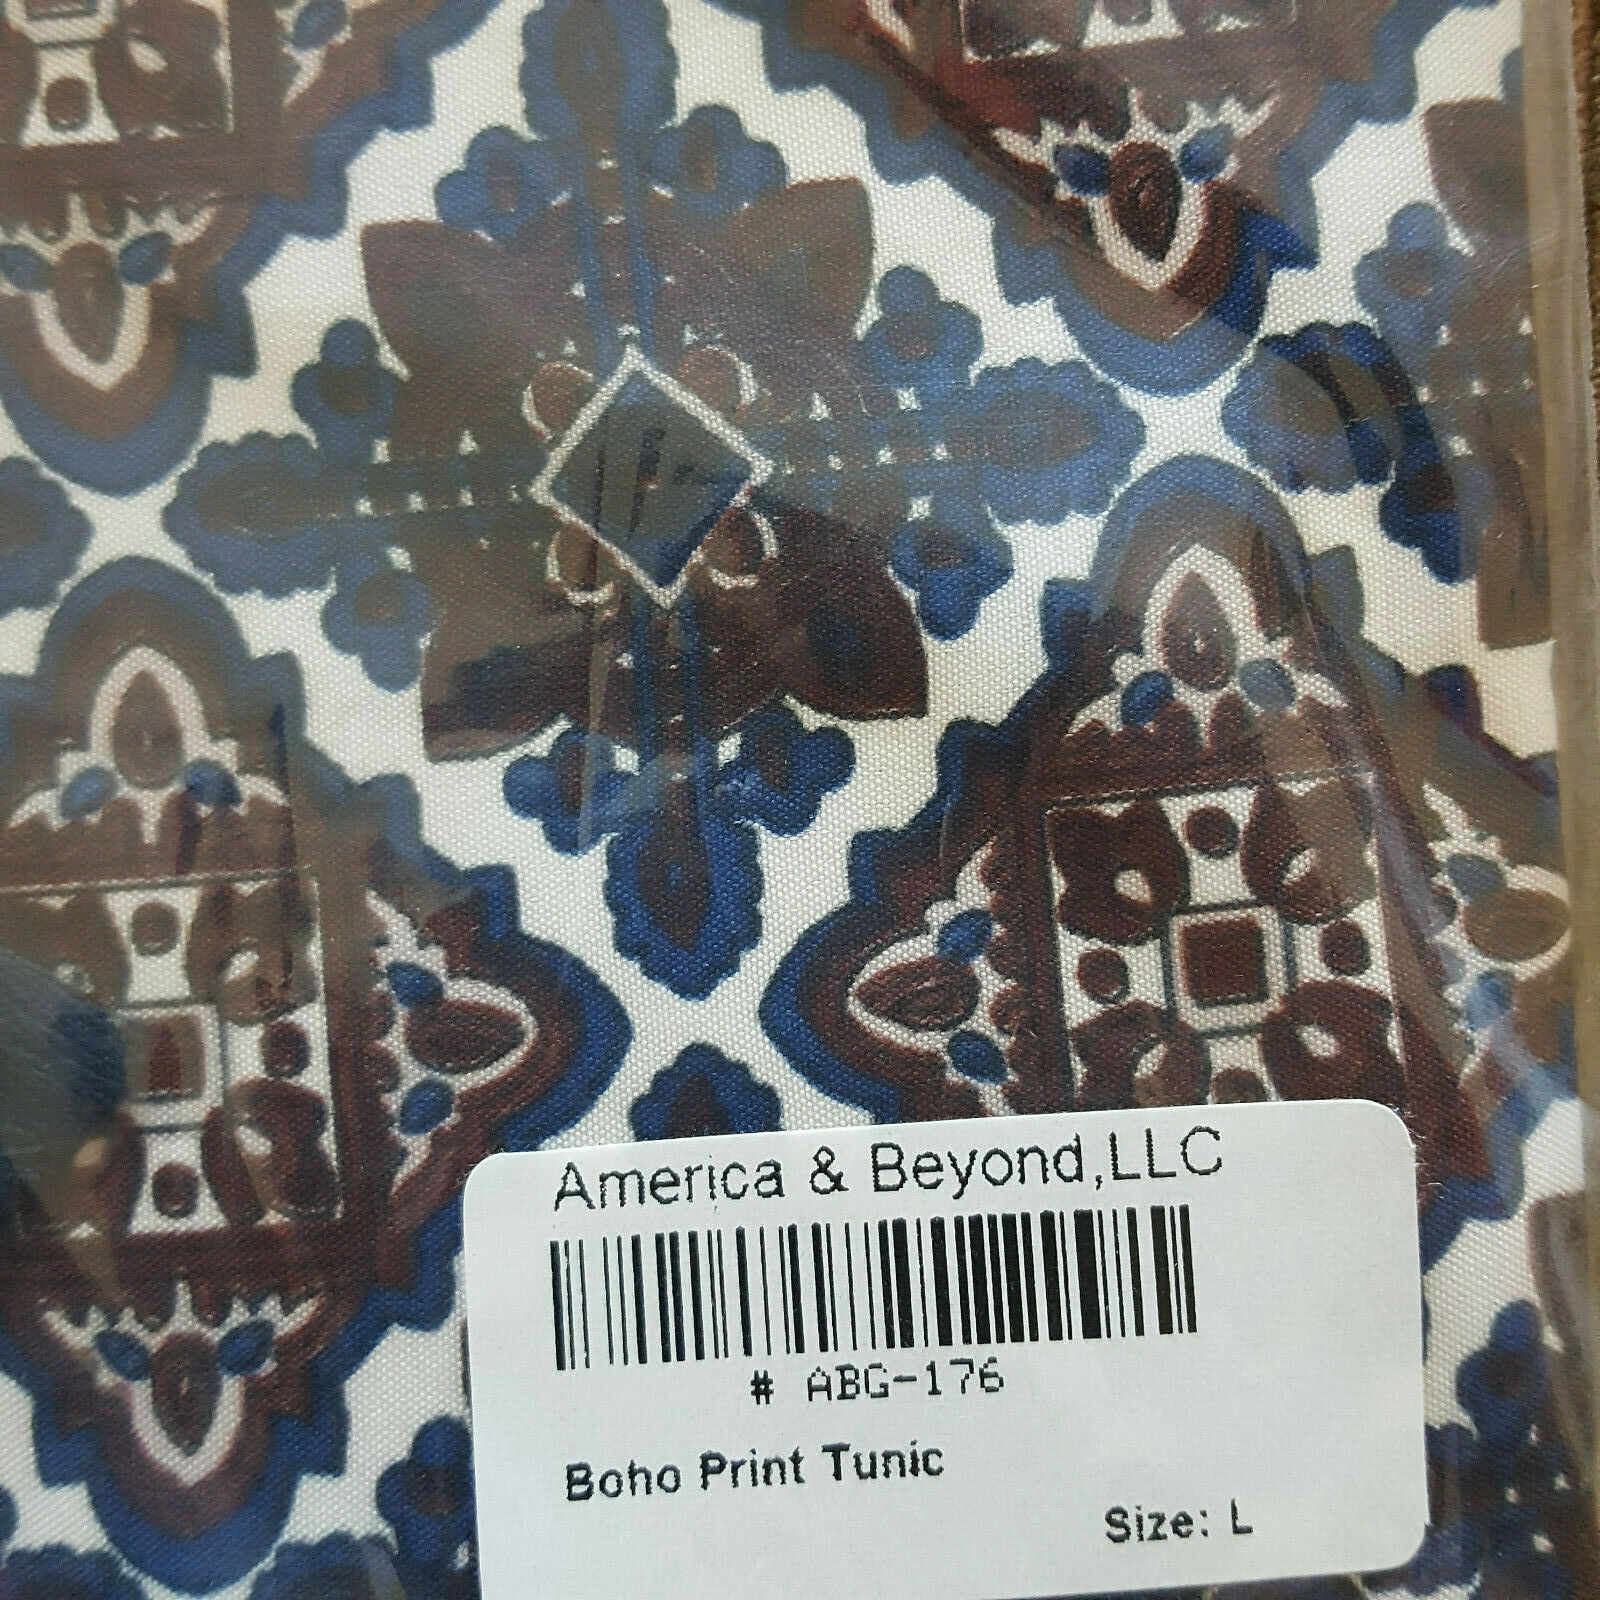 America & Beyond,LLC
# ABG-176
Boho Print Tunic
Size: L